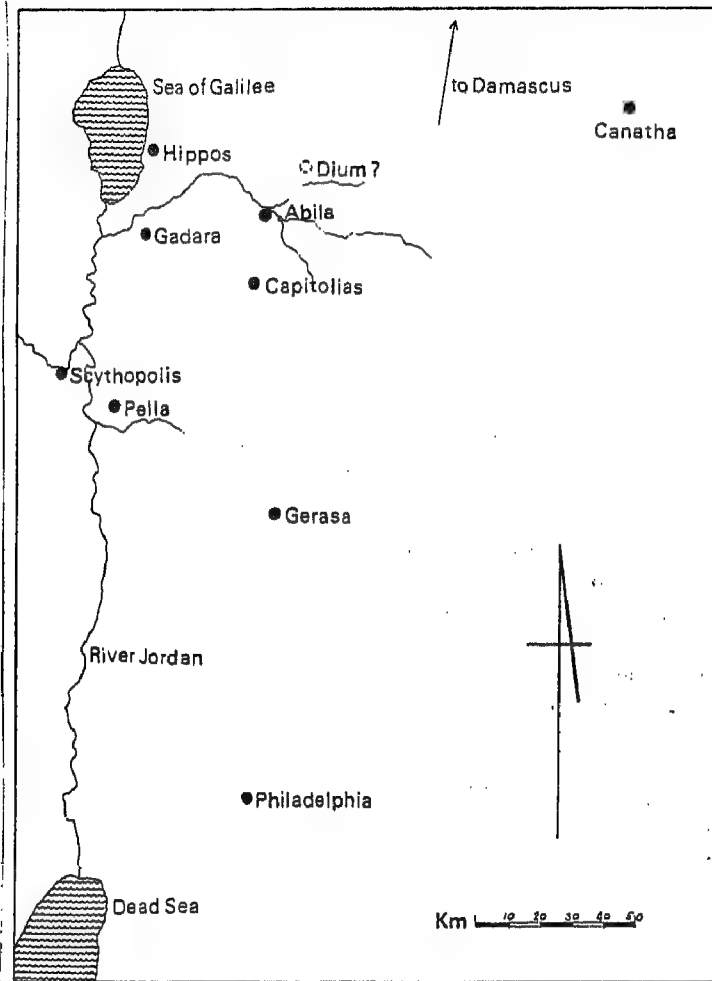 Sea of Galilee
to Damascus
Canatha
Hippos
Dium?
Abila
Gadara
Capitolias
Scythopolis
Pella
Gerasa
River Jordan
Philadelphia
Dead Sea
Km 10 20 30 40 50